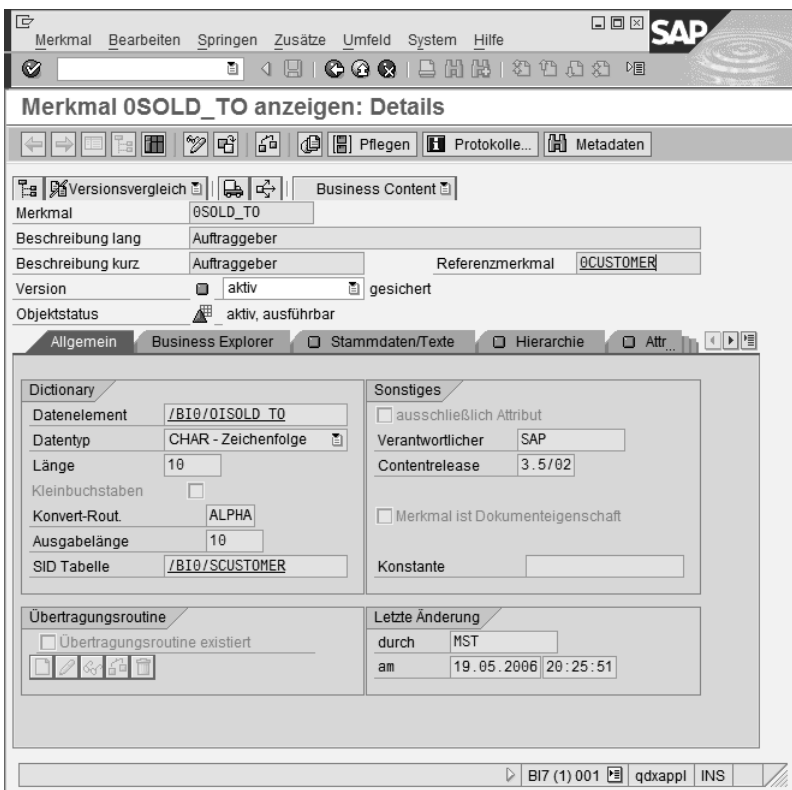 Merkmal Bearbeiten Springen Zusätze Umfeld System Hilfe
SAP
Merkmal 0SOLD_TO anzeigen: Details
Pflegen Protokolle... Metadaten
Versionsvergleich Business Content
Merkmal 0SOLD_TO
Beschreibung lang Auftraggeber
Beschreibung kurz Auftraggeber Referenzmerkmal 0CUSTOMER
Version aktiv gesichert
Objektstatus aktiv, ausführbar
Allgemein Business Explorer Stammdaten/Texte Hierarchie Attr...
Dictionary
Datenelement /BI0/OISOLD_TO
Datentyp CHAR - Zeichenfolge
Länge 10
Kleinbuchstaben
Konvert-Rout. ALPHA
Ausgabelänge 10
SID Tabelle /BI0/SCUSTOMER
Sonstiges
ausschließlich Attribut
Verantwortlicher SAP
Contentrelease 3.5/02
Merkmal ist Dokumenteigenschaft
Konstante
Übertragungsroutine
Übertragungsroutine existiert
Letzte Änderung
durch MST
am 19.05.2006 20:25:51
BI7 (1) 001 qdxappl INS